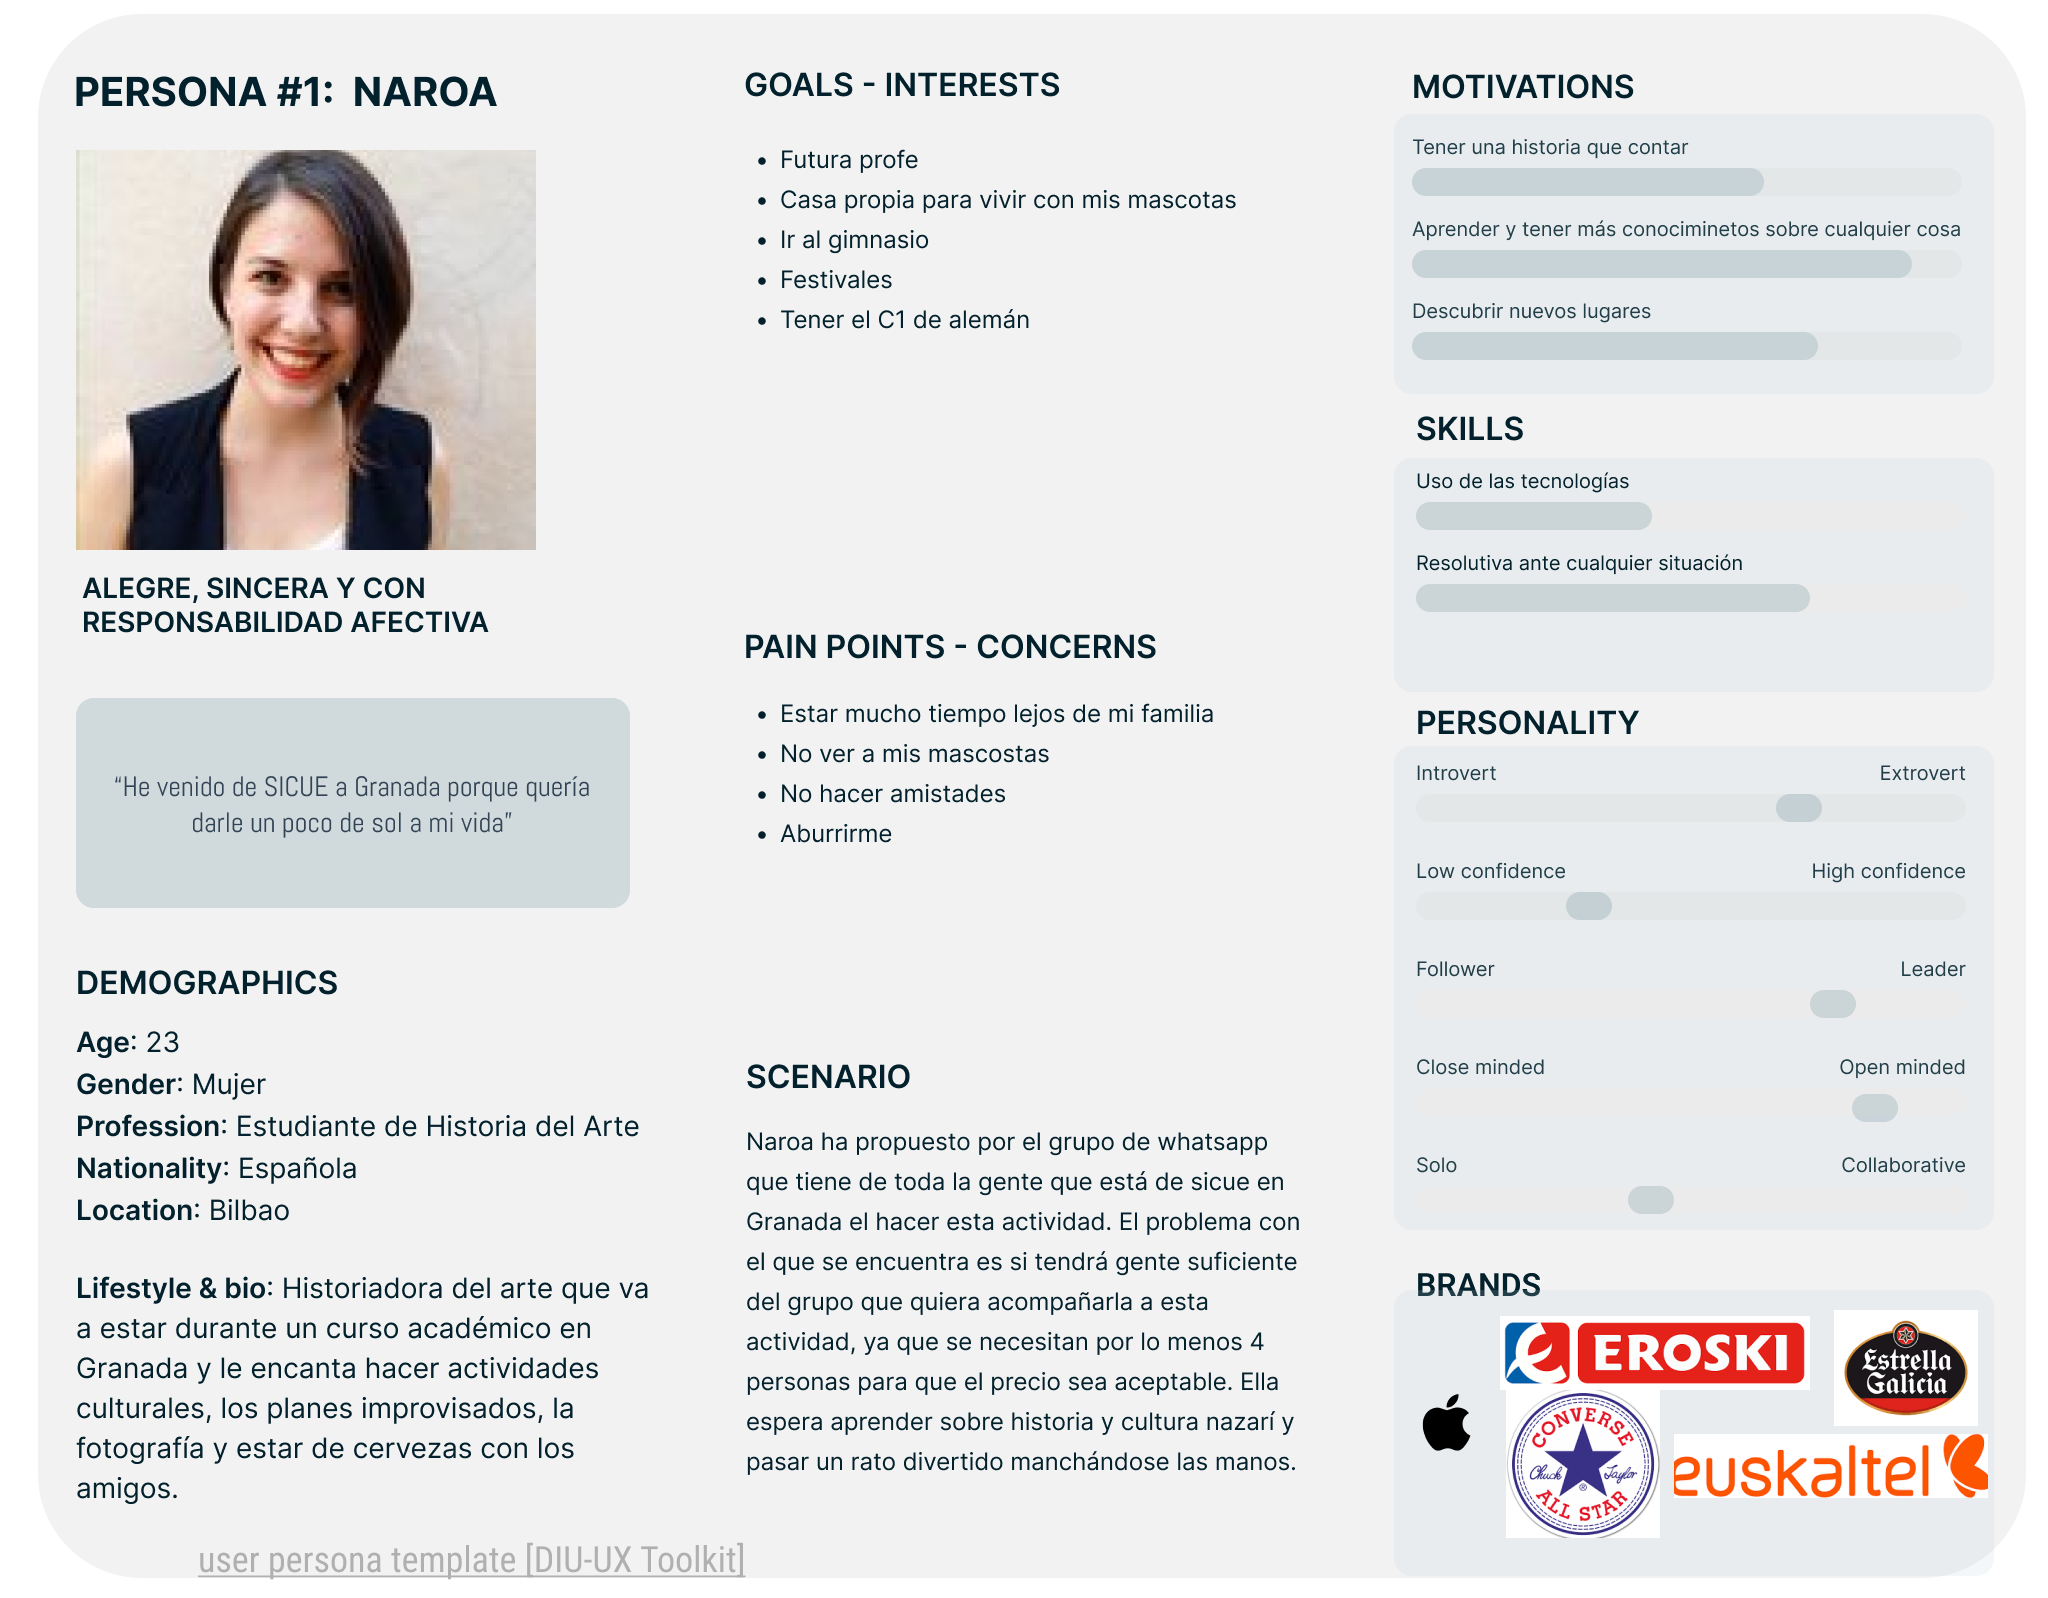 PERSONA #1: NAROA
ALEGRE, SINCERA Y CON
RESPONSABILIDAD AFECTIVA
“He venido de SICUE a Granada porque quería
darle un poco de sol a mi vida”
DEMOGRAPHICS
Age: 23
Gender: Mujer
Profession: Estudiante de Historia del Arte
Nationality: Española
Location: Bilbao
Lifestyle & bio: Historiadora del arte que va
a estar durante un curso académico en
Granada y le encanta hacer actividades
culturales, los planes improvisados, la
fotografía y estar de cervezas con los
amigos.
user persona template [DIU-UX Toolkit]
GOALS - INTERESTS
• Futura profe
• Casa propia para vivir con mis mascotas
• Ir al gimnasio
• Festivales
• Tener el C1 de alemán
PAIN POINTS - CONCERNS
• Estar mucho tiempo lejos de mi familia
• No ver a mis mascostas
• No hacer amistades
• Aburrirme
SCENARIO
Naroa ha propuesto por el grupo de whatsapp
que tiene de toda la gente que está de sicue en
Granada el hacer esta actividad. El problema con
el que se encuentra es si tendrá gente suficiente
del grupo que quiera acompañarla a esta
actividad, ya que se necesitan por lo menos 4
personas para que el precio sea aceptable. Ella
espera aprender sobre historia y cultura nazarí y
pasar un rato divertido manchándose las manos.
MOTIVATIONS
Tener una historia que contar
Aprender y tener más conociminetos sobre cualquier cosa
Descubrir nuevos lugares
SKILLS
Uso de las tecnologías
Resolutiva ante cualquier situación
PERSONALITY
Introvert Extrovert
Low confidence High confidence
Follower Leader
Close minded Open minded
Solo Collaborative
BRANDS
EROSKI
Estrella
Galicia
CONVERSE
Chuck Taylor
®
ALL STAR
euskaltel